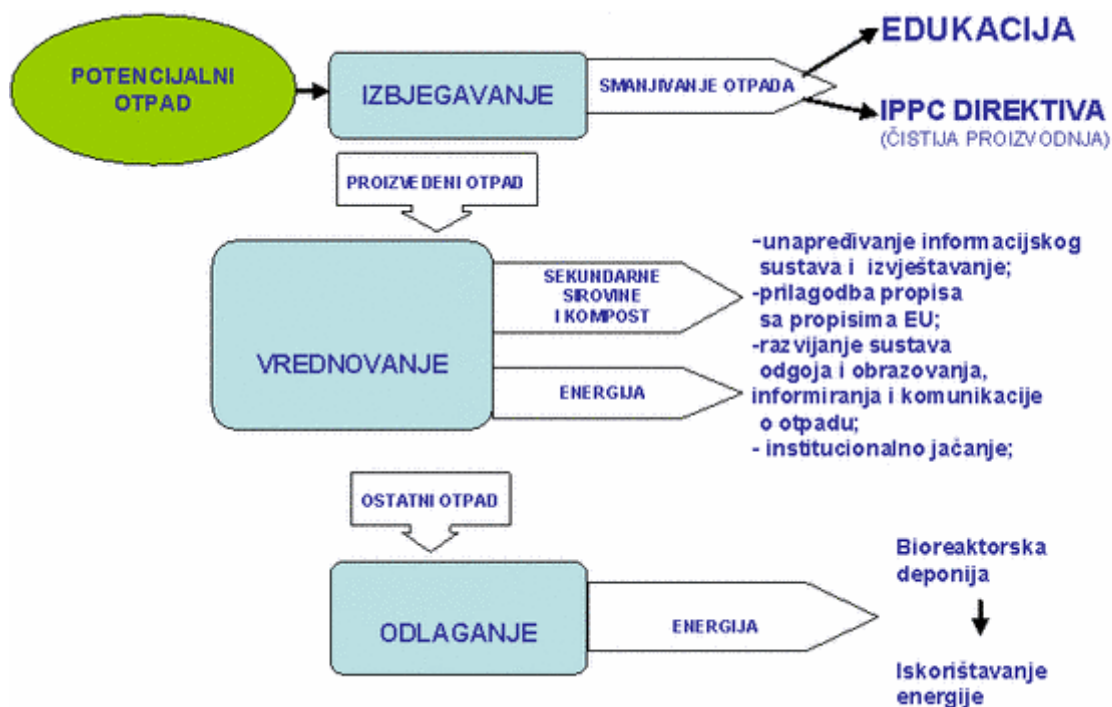 POTENCIJALNI
OTPAD
IZBJEGAVANJE
SMANJIVANJE OTPADA
EDUKACIJA
IPPC DIREKTIVA
(ČISTIJA PROIZVODNJA)
PROIZVEDENI OTPAD
VREDNOVANJE
SEKUNDARNE
SIROVINE
I KOMPOST
ENERGIJA
-unapređivanje informacijskog
sustava i izvještavanje;
-prilagodba propisa
sa propisima EU;
-razvijanje sustava
odgoja i obrazovanja,
informiranja i komunikacije
o otpadu;
- institucionalno jačanje;
OSTATNI OTPAD
ODLAGANJE
ENERGIJA
Bioreaktorska
deponija
Iskorištavanje
energije